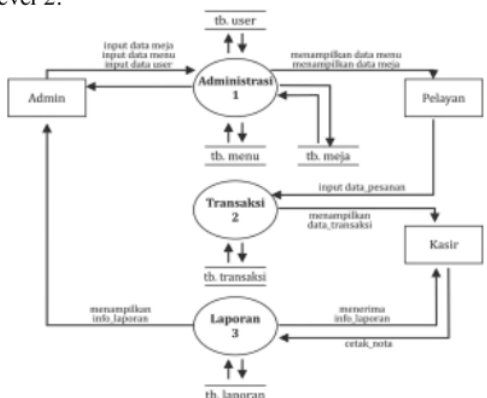 level 2.
tb. user
input data meja
input data menu
input data user
menampilkan data menu
menampilkan data meja
Admin
Administrasi
1
Pelayan
tb. menu
tb. meja
input data_pesanan
Transaksi
2
menampilkan
data_transaksi
Kasir
tb. transaksi
menampilkan
info_laporan
Laporan
3
menerima
info_laporan
cetak_nota
tb. laporan